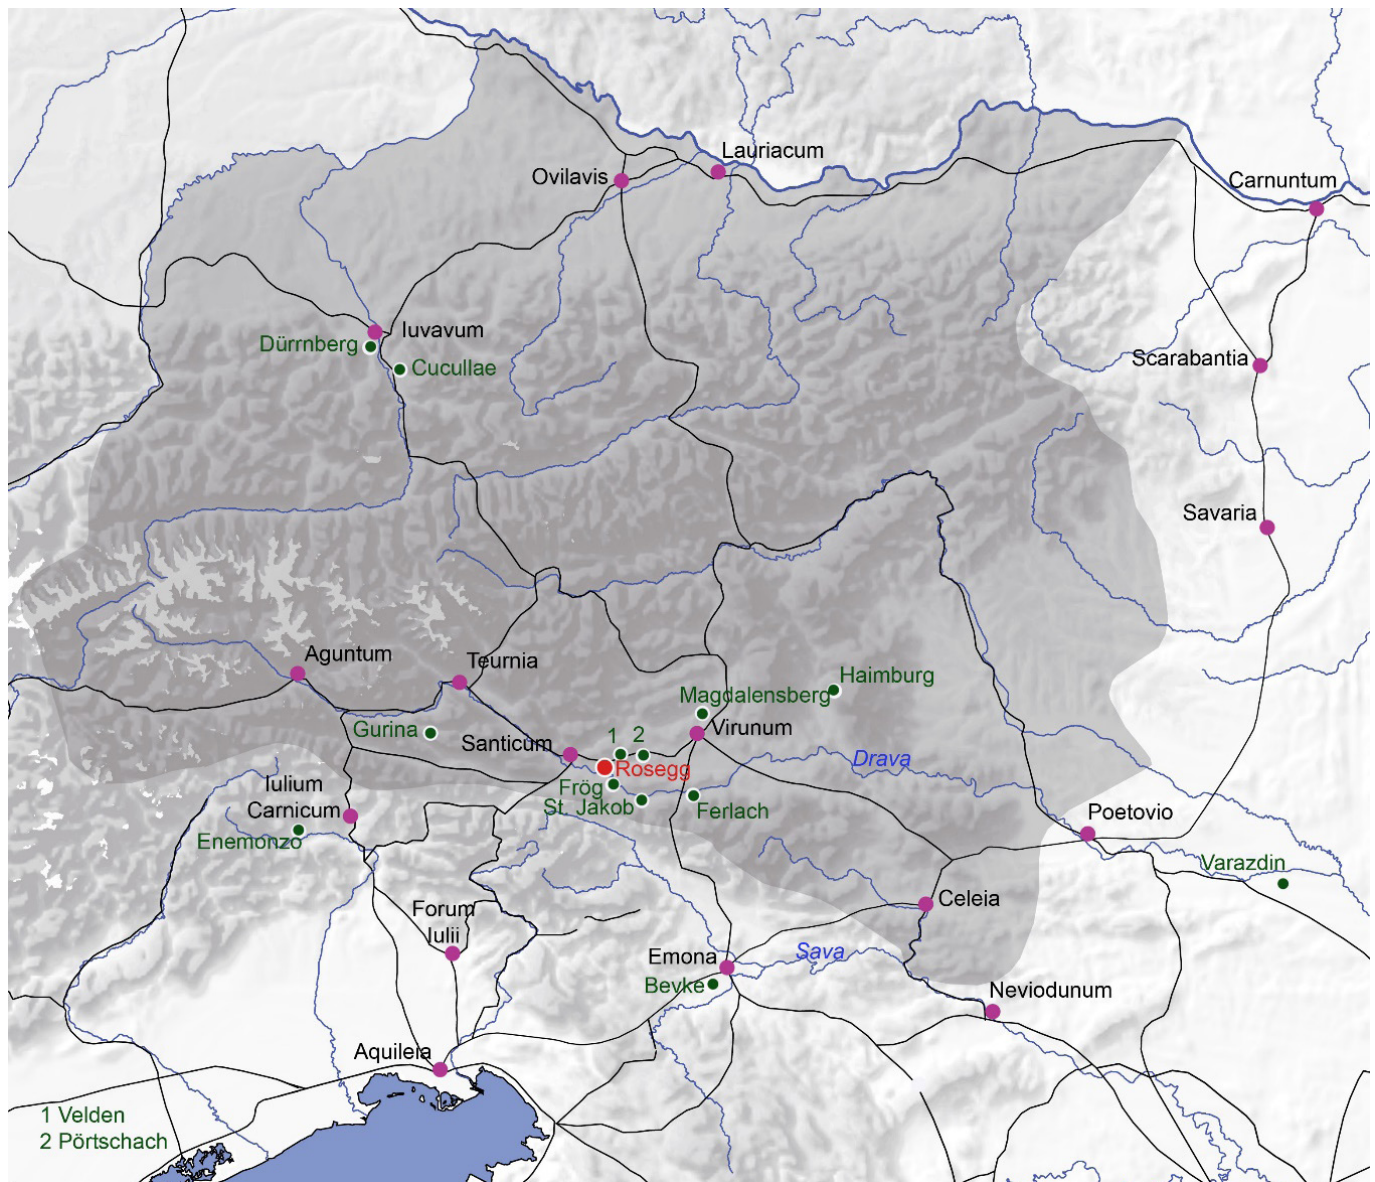 Lauriacum
Ovilavis
Carnuntum
Iuvavum
Dürrnberg
Cucullae
Scarabantia
Savaria
Aguntum
Teurnia
Haimburg
Magdalensberg
Gurina
Virunum
1 2
Santicum
Rosegg
Drava
Iulium
Carnicum
Frög
St. Jakob
Ferlach
Poetovio
Enemonzo
Varazdin
Celeia
Forum
Iulii
Emona
Sava
Bevke
Neviodunum
Aquileia
1 Velden
2 Pörtschach